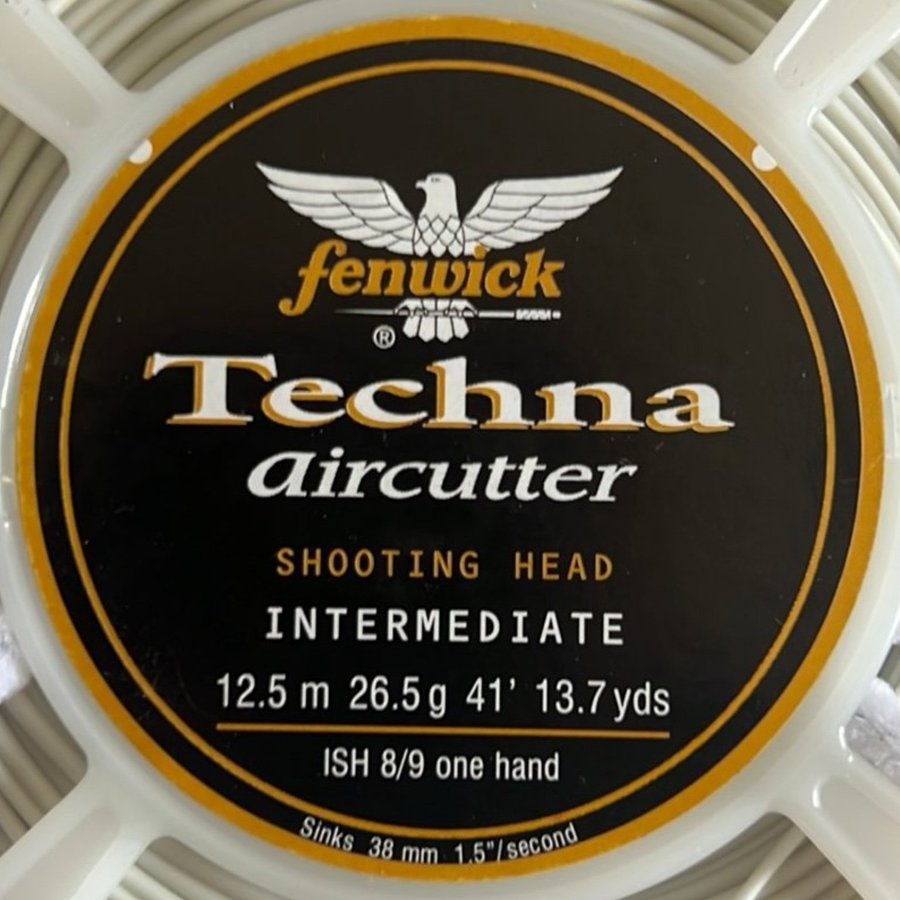 fenwick
®
Techna
aircutter
SHOOTING HEAD
INTERMEDIATE
12.5 m 26.5 g 41' 13.7 yds
ISH 8/9 one hand
Sinks 38 mm 1.5"/second